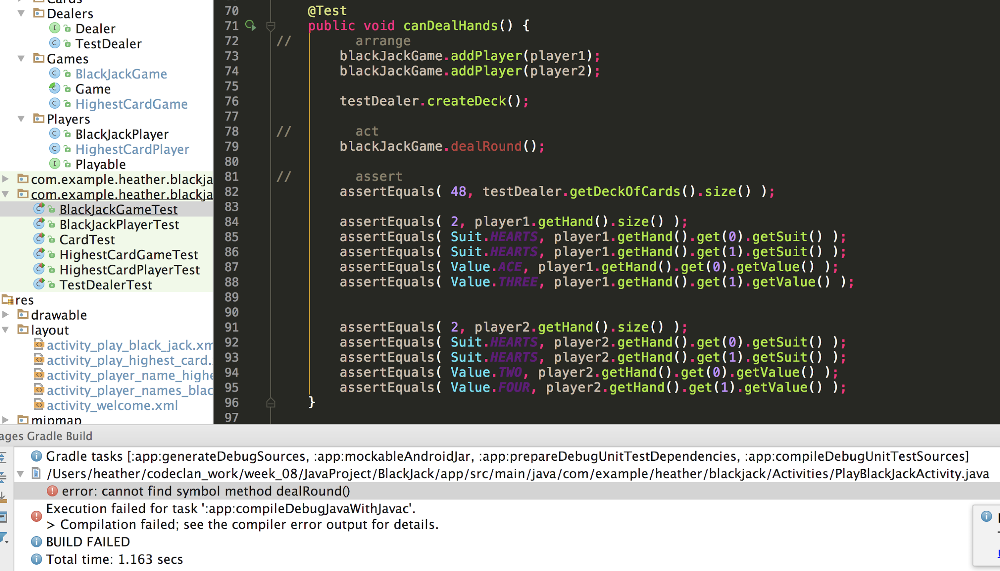 Cards
Dealers
Dealer
TestDealer
Games
BlackJackGame
Game
HighestCardGame
Players
BlackJackPlayer
HighestCardPlayer
Playable
com.example.heather.blackja
com.example.heather.blackja
BlackJackGameTest
BlackJackPlayerTest
CardTest
HighestCardGameTest
HighestCardPlayerTest
TestDealerTest
res
drawable
layout
activity_play_black_jack.xm
activity_play_highest_card.
activity_player_name_highe
activity_player_names_blac
activity_welcome.xml
mipmap
70 @Test
71 public void canDealHands() {
72 // arrange
73 blackJackGame.addPlayer(player1);
74 blackJackGame.addPlayer(player2);
75
76 testDealer.createDeck();
77
78 // act
79 blackJackGame.dealRound();
80
81 // assert
82 assertEquals( 48, testDealer.getDeckOfCards().size() );
83
84 assertEquals( 2, player1.getHand().size() );
85 assertEquals( Suit.HEARTS, player1.getHand().get(0).getSuit() );
86 assertEquals( Suit.HEARTS, player1.getHand().get(1).getSuit() );
87 assertEquals( Value.ACE, player1.getHand().get(0).getValue() );
88 assertEquals( Value.THREE, player1.getHand().get(1).getValue() );
89
90
91 assertEquals( 2, player2.getHand().size() );
92 assertEquals( Suit.HEARTS, player2.getHand().get(0).getSuit() );
93 assertEquals( Suit.HEARTS, player2.getHand().get(1).getSuit() );
94 assertEquals( Value.TWO, player2.getHand().get(0).getValue() );
95 assertEquals( Value.FOUR, player2.getHand().get(1).getValue() );
96 }
97
ages Gradle Build
Gradle tasks [:app:generateDebugSources, :app:mockableAndroidJar, :app:prepareDebugUnitTestDependencies, :app:compileDebugUnitTestSources]
/Users/heather/codeclan_work/week_08/JavaProject/BlackJack/app/src/main/java/com/example/heather/blackjack/Activities/PlayBlackJackActivity.java
error: cannot find symbol method dealRound()
Execution failed for task ':app:compileDebugJavaWithJavac'.
> Compilation failed; see the compiler error output for details.
BUILD FAILED
Total time: 1.163 secs